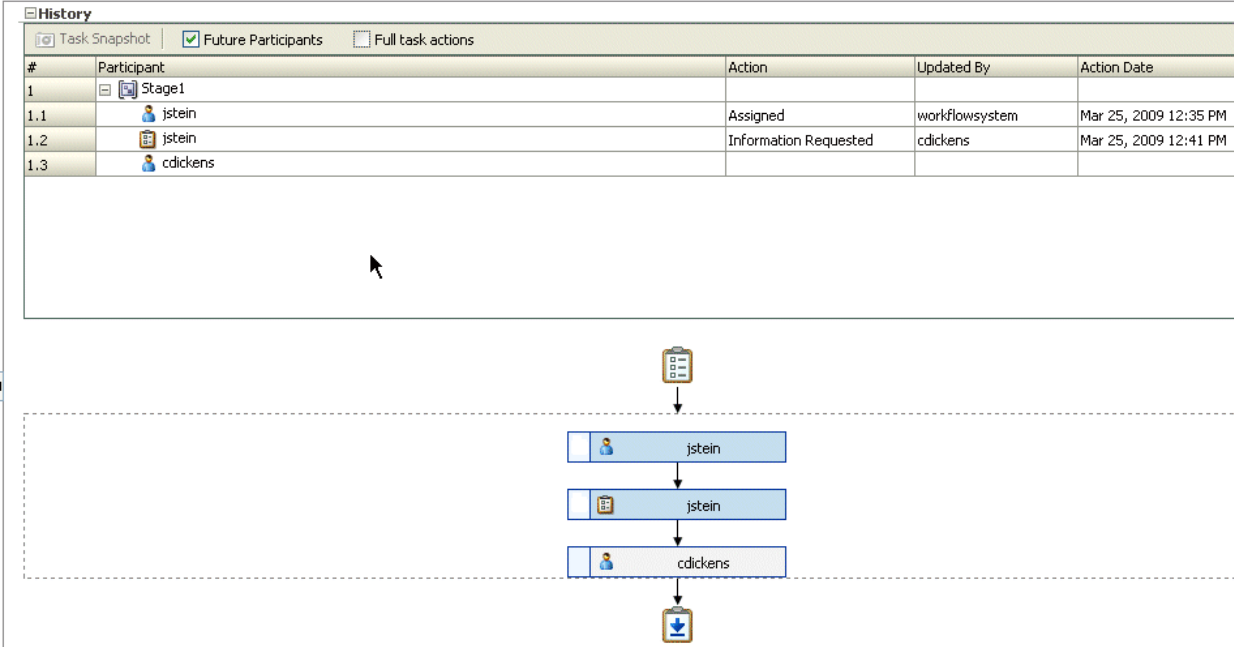 History
Task Snapshot Future Participants Full task actions
# Participant Action Updated By Action Date
1 Stage1
1.1 jstein Assigned workflowsystem Mar 25, 2009 12:35 PM
1.2 jstein Information Requested cdickens Mar 25, 2009 12:41 PM
1.3 cdickens
jstein
jstein
cdickens